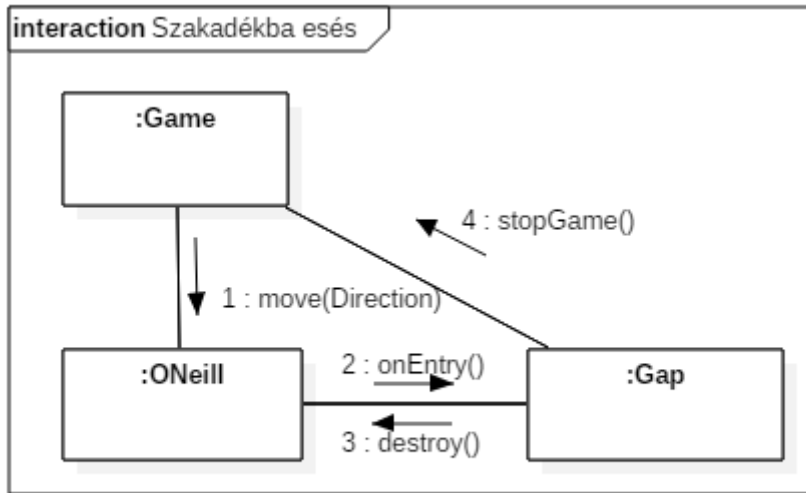 interaction Szakadékba esés
:Game
4 : stopGame()
1 : move(Direction)
:ONeill
2 : onEntry()
:Gap
3 : destroy()